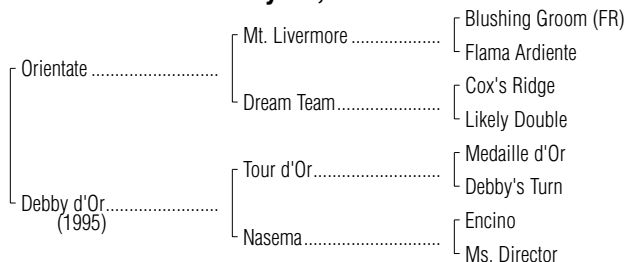 Blushing Groom (FR)
Mt. Livermore ....................
Flama Ardiente
Orientate ............................
Cox's Ridge
Dream Team.......................
Likely Double
Medaille d'Or
Tour d'Or............................
Debby's Turn
Debby d'Or.........................
(1995)
Encino
Nasema..............................
Ms. Director